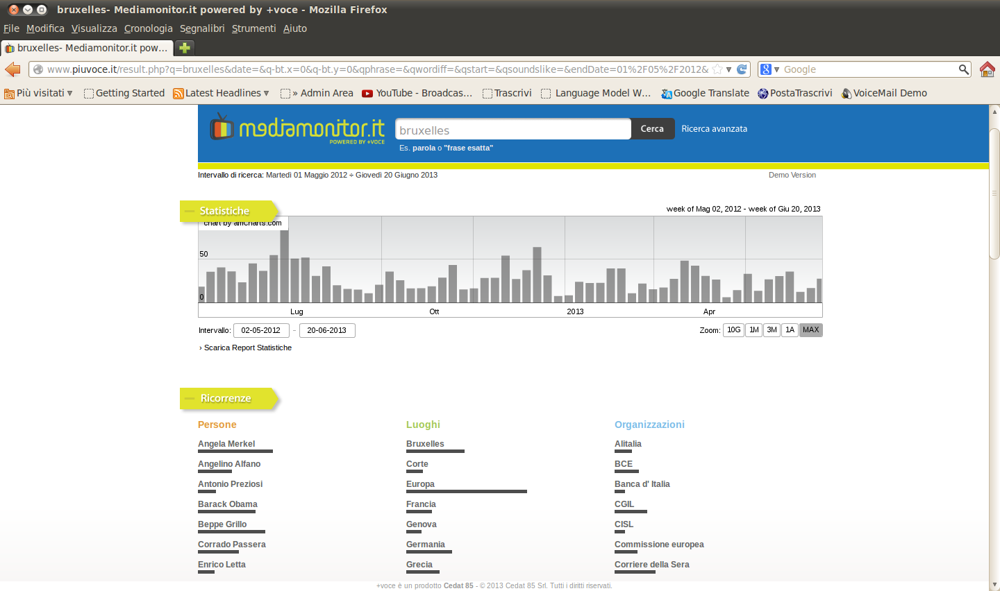 bruxelles- Mediamonitor.it powered by +voce - Mozilla Firefox
File Modifica Visualizza Cronologia Segnalibri Strumenti Aiuto
bruxelles- Mediamonitor.it pow...
www.piuvoce.it/result.php?q=bruxelles&date=&q-bt.x=0&q-bt.y=0&qphrase=&qwordiff=&qstart=&qsoundslike=&endDate=01%2F05%2F2012& Google
Più visitati Getting Started Latest Headlines » Admin Area YouTube - Broadcas... Trascrivi Language Model W... Google Translate PostaTrascrivi VoiceMail Demo
mediamonitor.it bruxelles Cerca Ricerca avanzata
POWERED BY +VOCE
Es. parola o "frase esatta"
Intervallo di ricerca: Martedì 01 Maggio 2012 ÷ Giovedì 20 Giugno 2013 Demo Version
Statistiche
week of Mag 02, 2012 - week of Giu 20, 2013
chart by amCharts.com
50
0
Lug Ott 2013 Apr
Intervallo: 02-05-2012 - 20-06-2013 Zoom: 10G 1M 3M 1A MAX
› Scarica Report Statistiche
Ricorrenze
Persone Luoghi Organizzazioni
Angela Merkel Bruxelles Alitalia
Angelino Alfano Corte BCE
Antonio Preziosi Europa Banca d' Italia
Barack Obama Francia CGIL
Beppe Grillo Genova CISL
Corrado Passera Germania Commissione europea
Enrico Letta Grecia Corriere della Sera
+voce è un prodotto Cedat 85 - © 2013 Cedat 85 Srl. Tutti i diritti riservati.